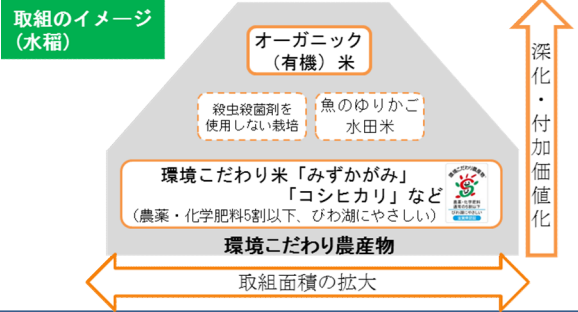 取組のイメージ
（水稲）
オーガニック
（有機）米
殺虫殺菌剤を
使用しない栽培
魚のゆりかご
水田米
環境こだわり米「みずかがみ」
「コシヒカリ」など
（農薬・化学肥料5割以下、びわ湖にやさしい）
環境こだわり農産物
取組面積の拡大
深化・付加価値化